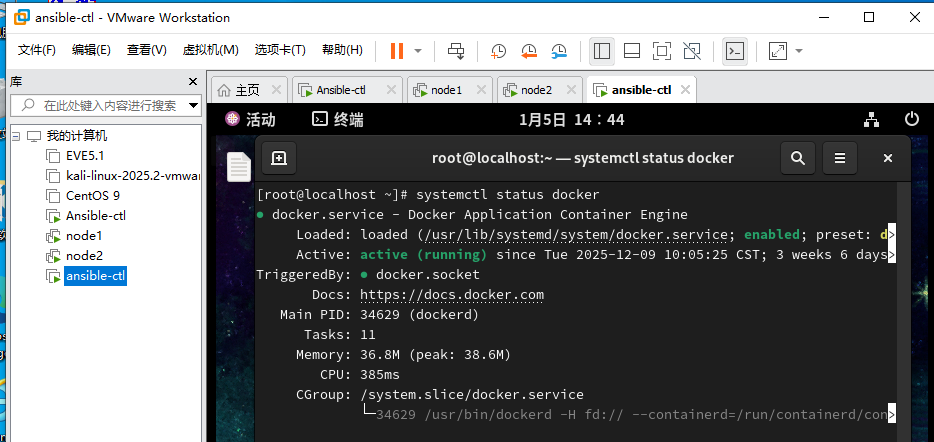 ansible-ctl - VMware Workstation
文件(F) 编辑(E) 查看(V) 虚拟机(M) 选项卡(T) 帮助(H)
库
在此处键入内容进行搜索
我的计算机
EVE5.1
kali-linux-2025.2-vmwar
CentOS 9
Ansible-ctl
node1
node2
ansible-ctl
主页 Ansible-ctl node1 node2 ansible-ctl
活动 终端 1月5日 14：44
root@localhost:~ — systemctl status docker
[root@localhost ~]# systemctl status docker
● docker.service - Docker Application Container Engine
Loaded: loaded (/usr/lib/systemd/system/docker.service; enabled; preset: d>
Active: active (running) since Tue 2025-12-09 10:05:25 CST; 3 weeks 6 days>
TriggeredBy: ● docker.socket
Docs: https://docs.docker.com
Main PID: 34629 (dockerd)
Tasks: 11
Memory: 36.8M (peak: 38.6M)
CPU: 385ms
CGroup: /system.slice/docker.service
└─34629 /usr/bin/dockerd -H fd:// --containerd=/run/containerd/con>